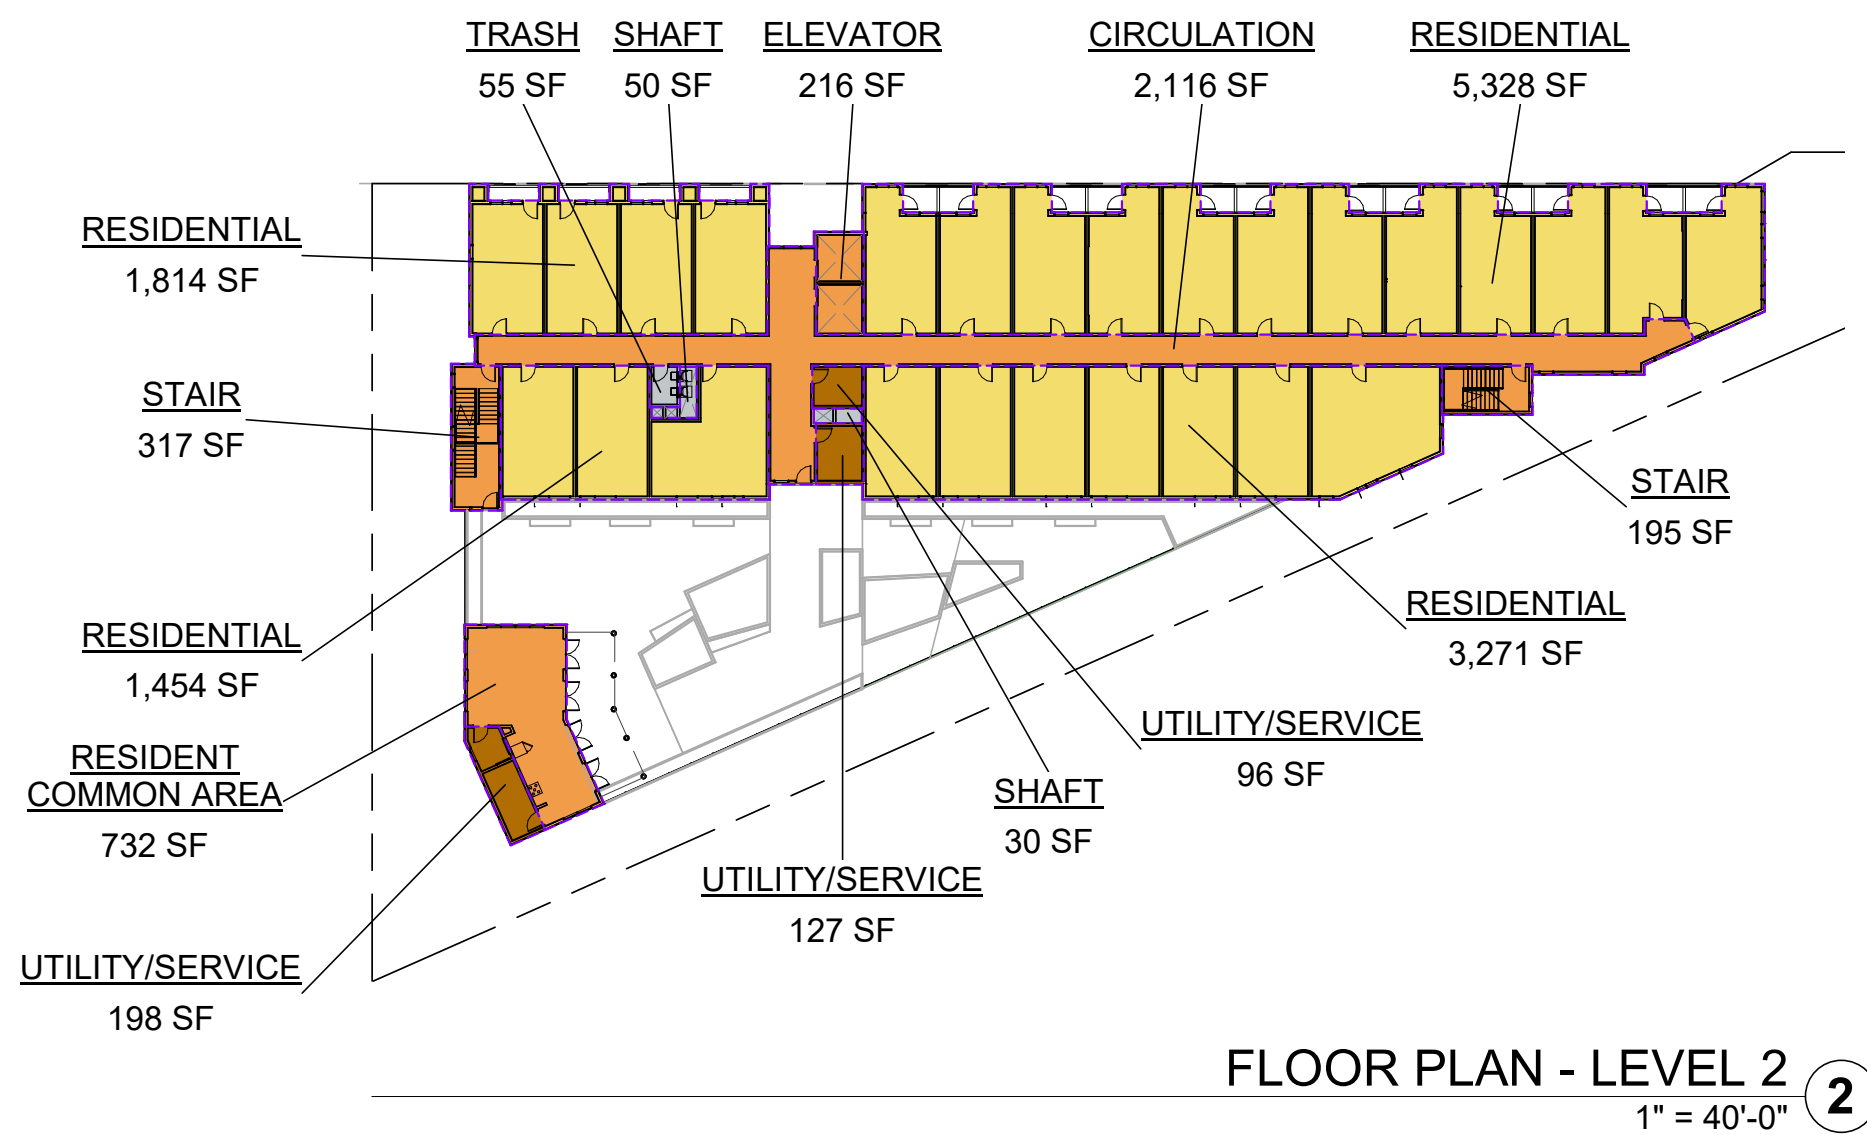 TRASH
55 SF
SHAFT
50 SF
ELEVATOR
216 SF
CIRCULATION
2,116 SF
RESIDENTIAL
5,328 SF
RESIDENTIAL
1,814 SF
STAIR
317 SF
STAIR
195 SF
RESIDENTIAL
1,454 SF
RESIDENTIAL
3,271 SF
RESIDENT
COMMON AREA
732 SF
UTILITY/SERVICE
96 SF
SHAFT
30 SF
UTILITY/SERVICE
127 SF
UTILITY/SERVICE
198 SF
FLOOR PLAN - LEVEL 2
2
1" = 40'-0"